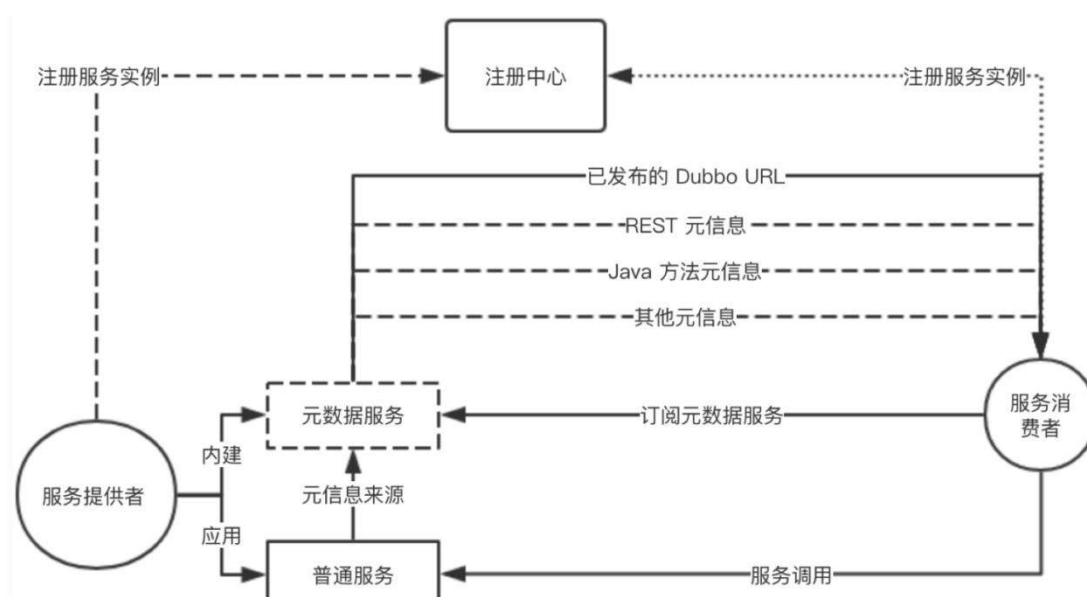 注册中心
注册服务实例
注册服务实例
已发布的 Dubbo URL
REST 元信息
Java 方法元信息
其他元信息
元数据服务
订阅元数据服务
服务消
费者
内建
服务提供者
元信息来源
应用
普通服务
服务调用